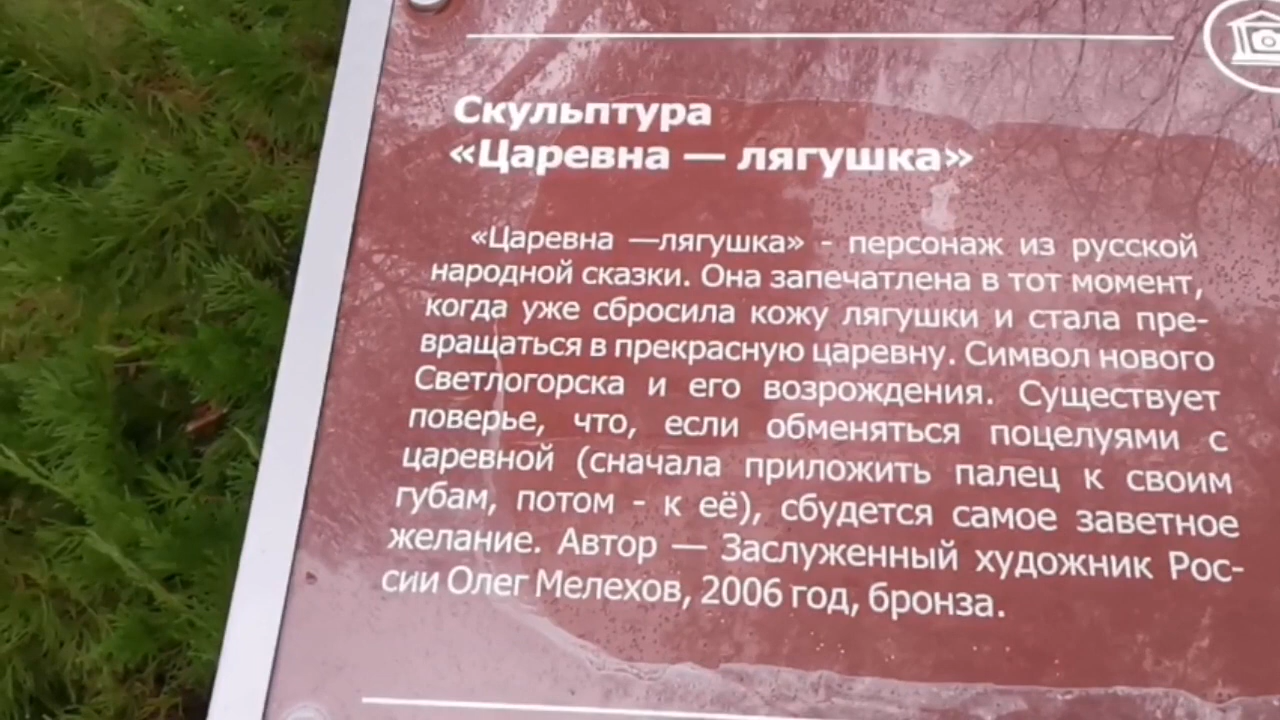 Скульптура
«Царевна — лягушка»
«Царевна —лягушка» - персонаж из русской
народной сказки. Она запечатлена в тот момент,
когда уже сбросила кожу лягушки и стала пре-
вращаться в прекрасную царевну. Символ нового
Светлогорска и его возрождения. Существует
поверье, что, если обменяться поцелуями с
царевной (сначала приложить палец к своим
губам, потом - к её), сбудется самое заветное
желание. Автор — Заслуженный художник Рос-
сии Олег Мелехов, 2006 год, бронза.